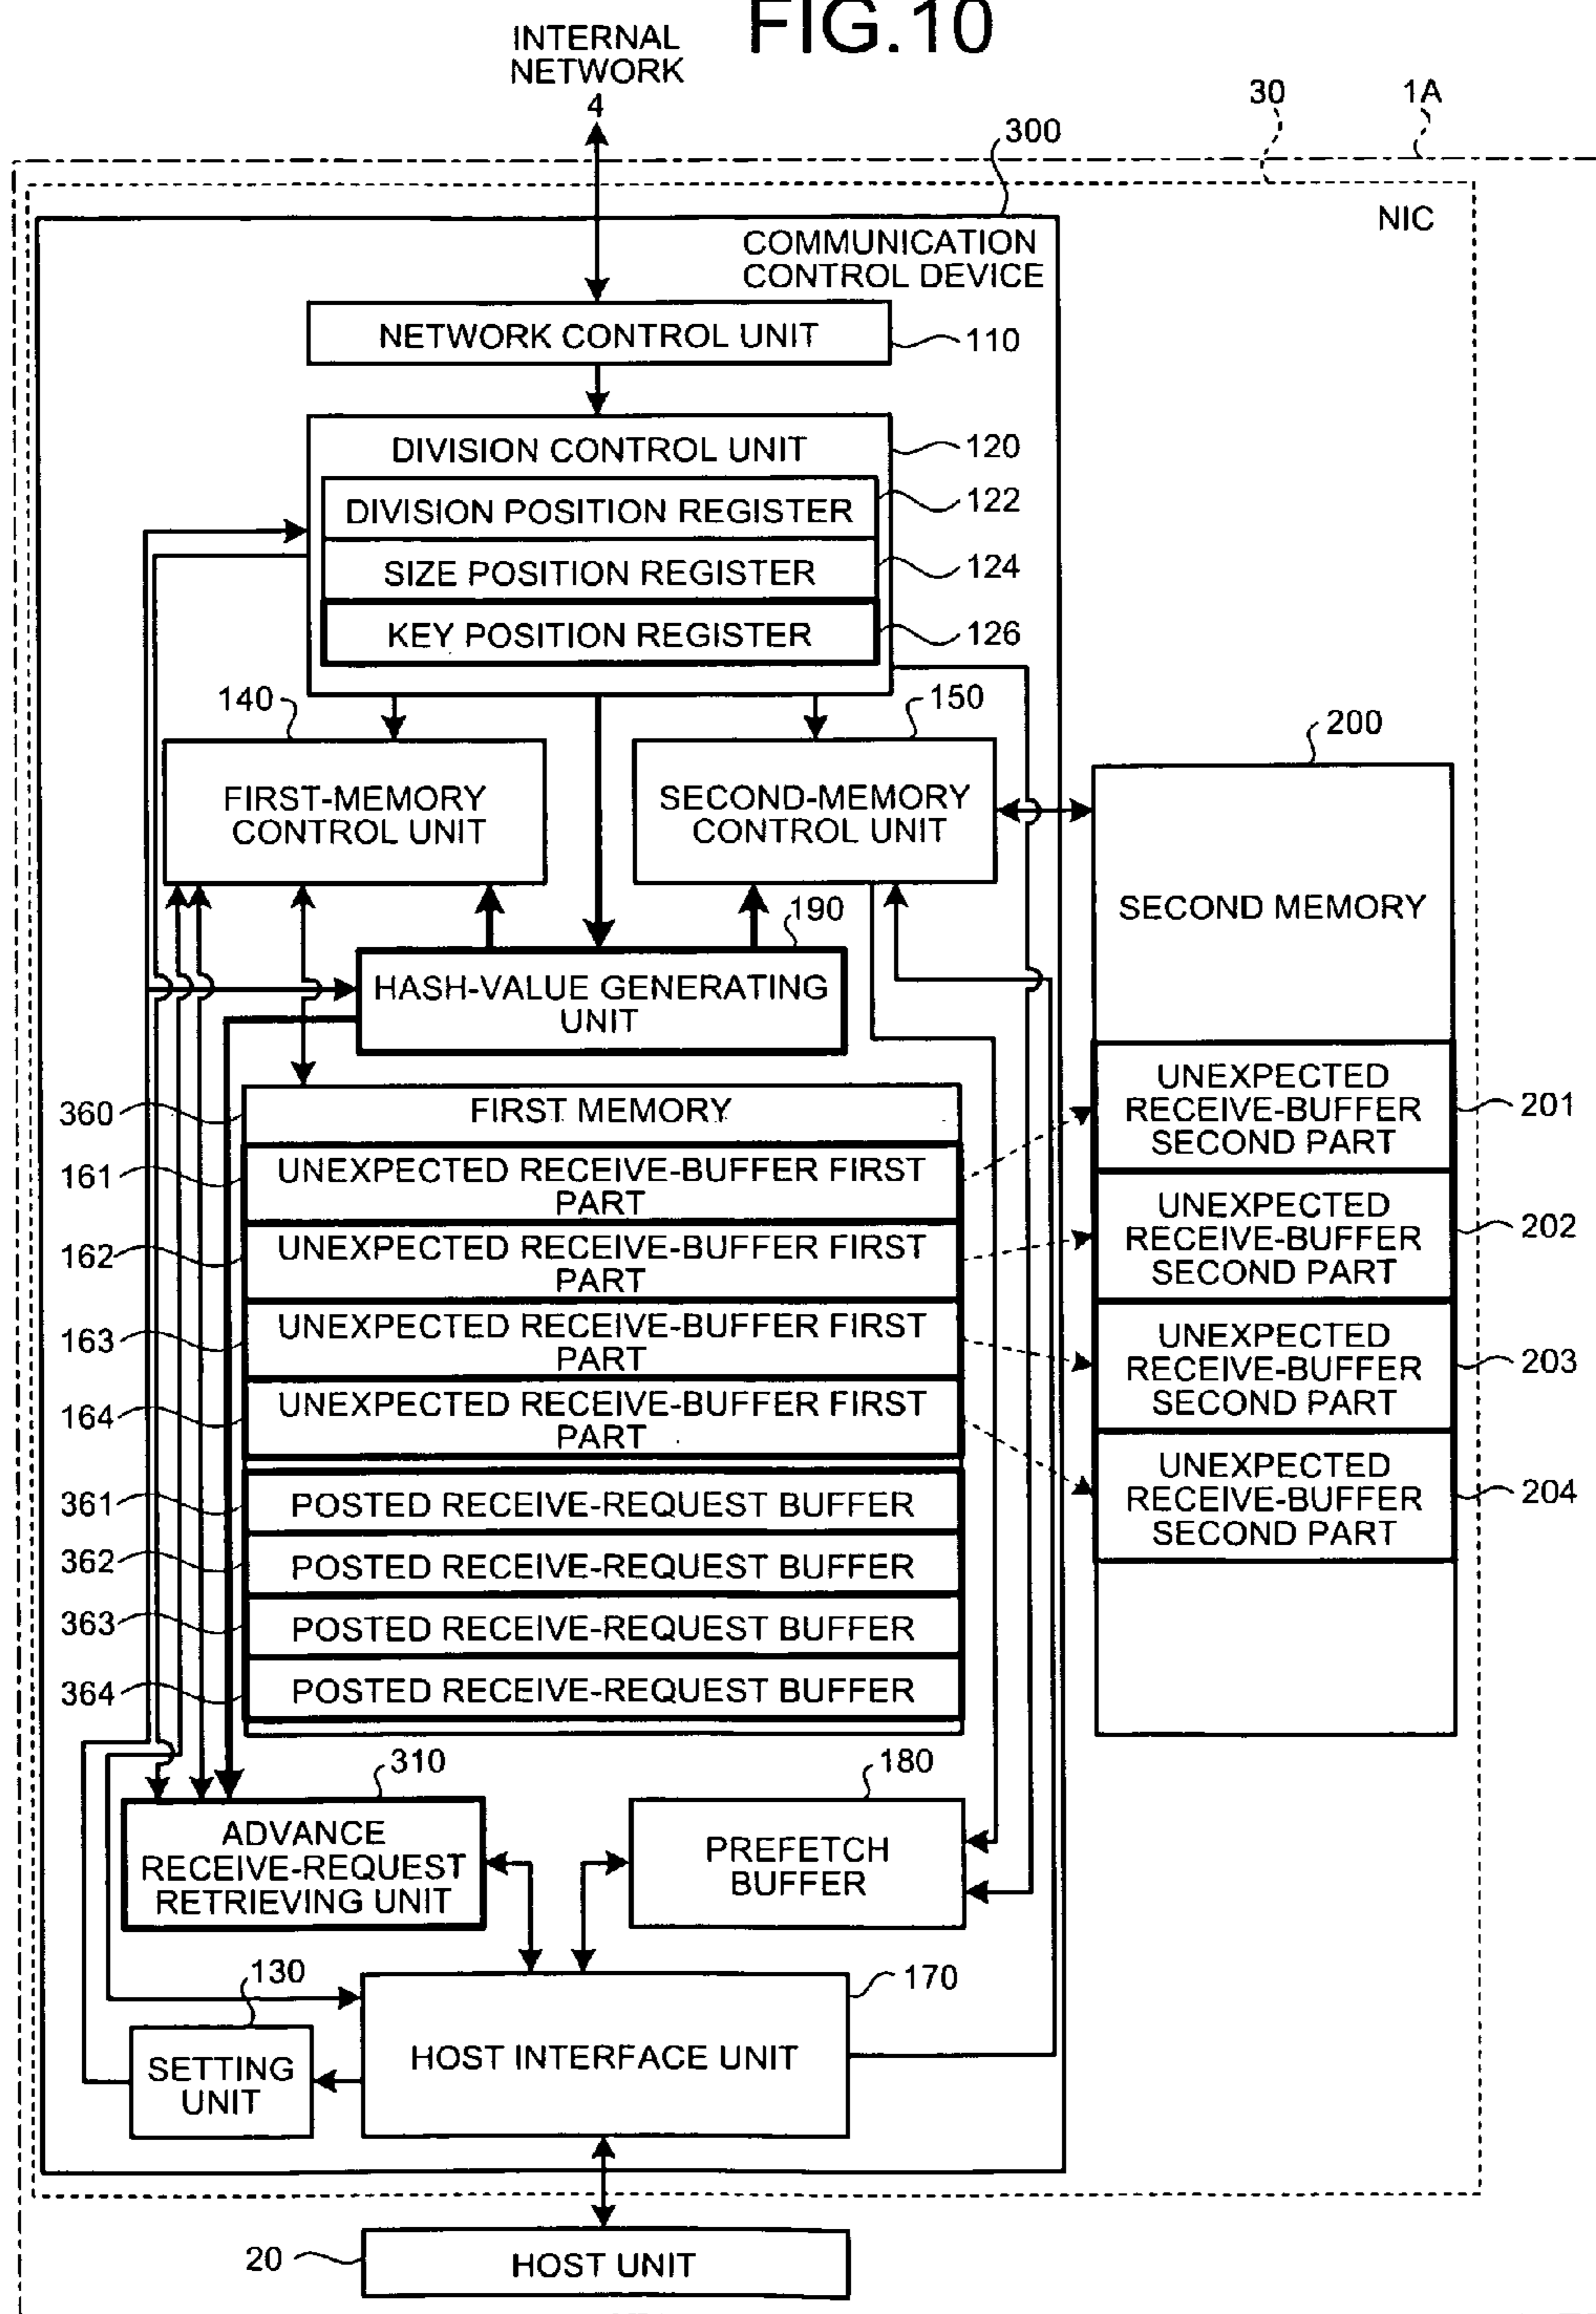 FIG.10
INTERNAL
NETWORK
4
30
1A
300
NIC
COMMUNICATION
CONTROL DEVICE
NETWORK CONTROL UNIT
110
DIVISION CONTROL UNIT
120
DIVISION POSITION REGISTER
122
SIZE POSITION REGISTER
124
KEY POSITION REGISTER
126
140
150
200
FIRST-MEMORY
CONTROL UNIT
SECOND-MEMORY
CONTROL UNIT
SECOND MEMORY
190
HASH-VALUE GENERATING
UNIT
360
FIRST MEMORY
161
UNEXPECTED RECEIVE-BUFFER FIRST
PART
162
UNEXPECTED RECEIVE-BUFFER FIRST
PART
163
UNEXPECTED RECEIVE-BUFFER FIRST
PART
164
UNEXPECTED RECEIVE-BUFFER FIRST
PART
UNEXPECTED
RECEIVE-BUFFER
SECOND PART
201
UNEXPECTED
RECEIVE-BUFFER
SECOND PART
202
UNEXPECTED
RECEIVE-BUFFER
SECOND PART
203
UNEXPECTED
RECEIVE-BUFFER
SECOND PART
204
361
POSTED RECEIVE-REQUEST BUFFER
362
POSTED RECEIVE-REQUEST BUFFER
363
POSTED RECEIVE-REQUEST BUFFER
364
POSTED RECEIVE-REQUEST BUFFER
310
180
ADVANCE
RECEIVE-REQUEST
RETRIEVING UNIT
PREFETCH
BUFFER
130
170
SETTING
UNIT
HOST INTERFACE UNIT
20
HOST UNIT